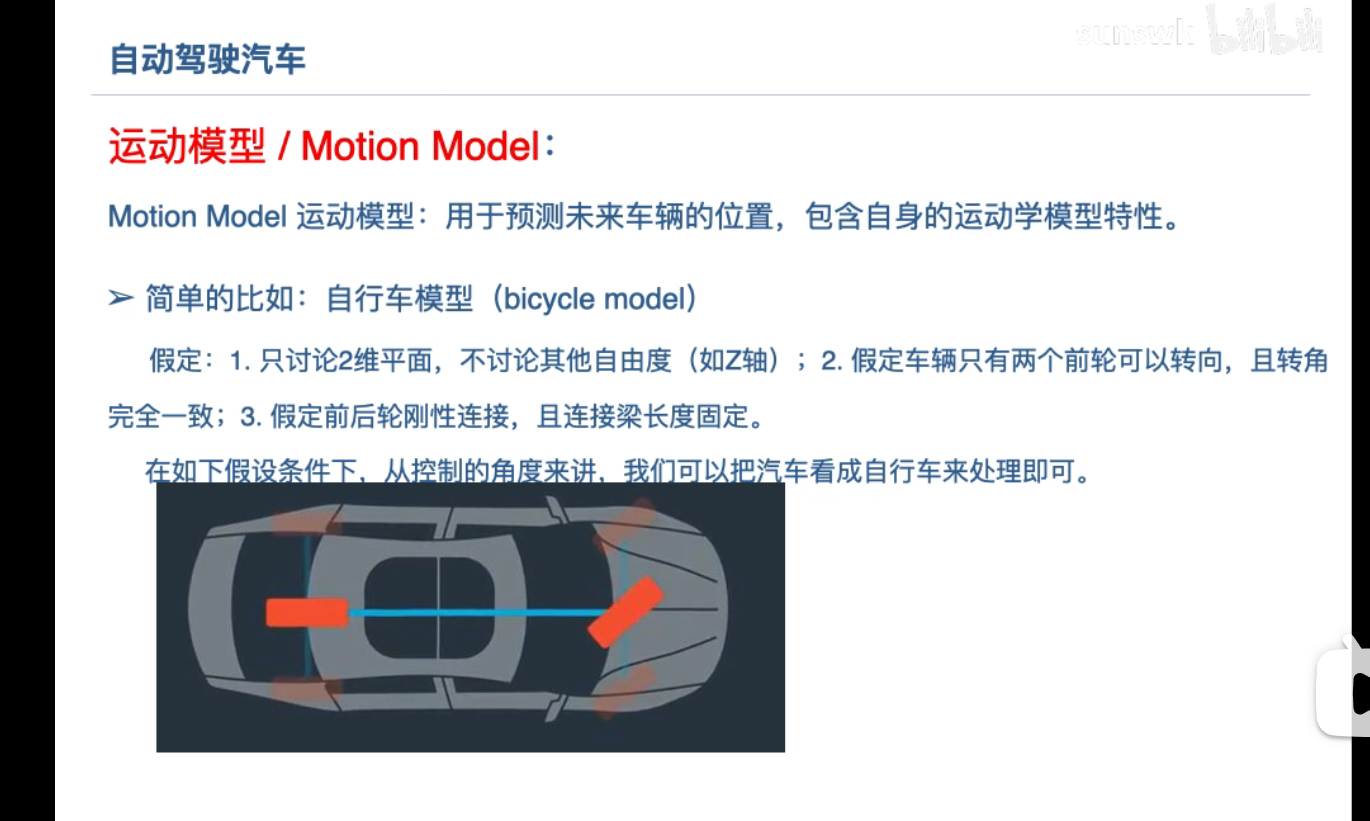 sunswk bilibili
自动驾驶汽车
运动模型 / Motion Model：
Motion Model 运动模型：用于预测未来车辆的位置，包含自身的运动学模型特性。
➢ 简单的比如：自行车模型（bicycle model）
假定：1. 只讨论2维平面，不讨论其他自由度（如Z轴）；2. 假定车辆只有两个前轮可以转向，且转角
完全一致；3. 假定前后轮刚性连接，且连接梁长度固定。
在如下假设条件下，从控制的角度来讲，我们可以把汽车看成自行车来处理即可。